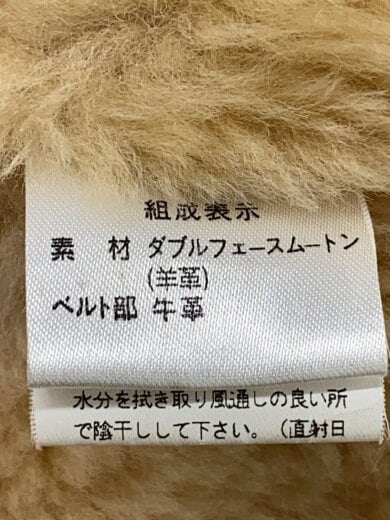 組成表示
素 材 ダブルフェースムートン
(羊革)
ベルト部 牛革
水分を拭き取り風通しの良い所
で陰干しして下さい。(直射日